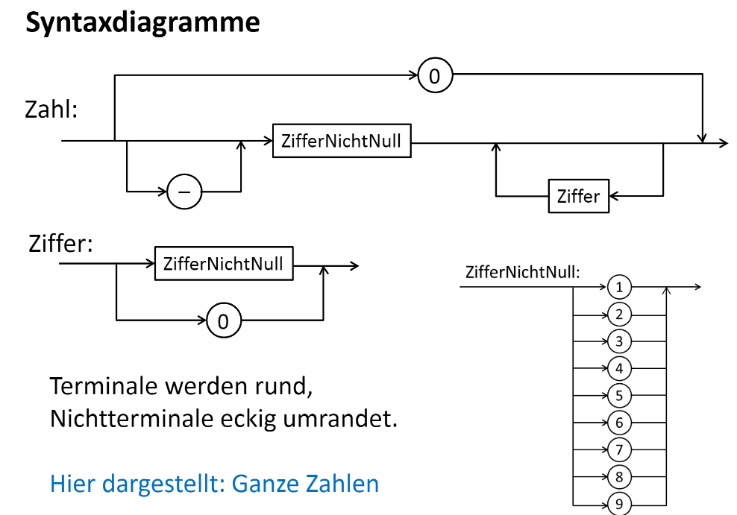 Syntaxdiagramme
0
Zahl:
ZifferNichtNull
–
Ziffer
Ziffer:
ZifferNichtNull
0
ZifferNichtNull:
1
2
3
4
5
6
7
8
9
Terminale werden rund,
Nichtterminale eckig umrandet.
Hier dargestellt: Ganze Zahlen